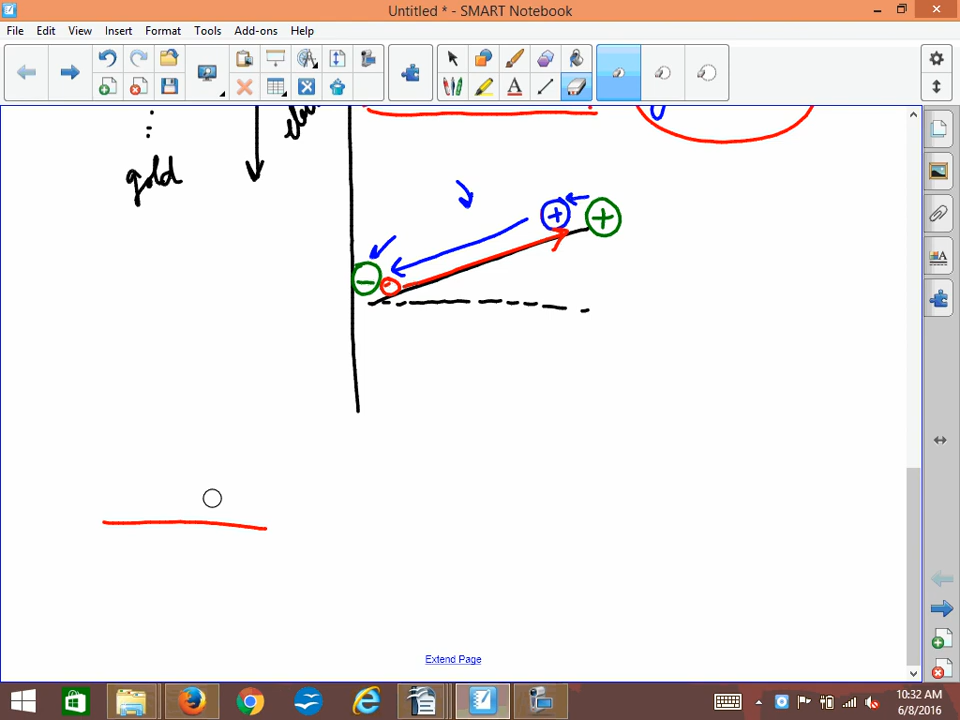 Untitled * - SMART Notebook
File Edit View Insert Format Tools Add-ons Help
gold
+ +
−
Extend Page
10:32 AM
6/8/2016